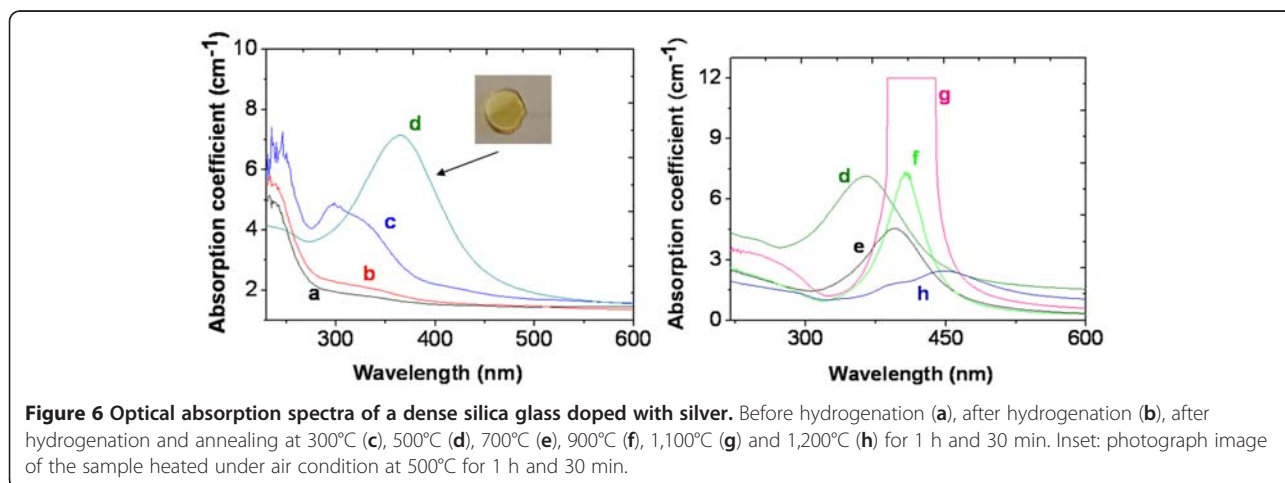 10
8
6
4
2
Absorption coefficient (cm⁻¹)
a
b
c
d
300
400
500
600
Wavelength (nm)
12
9
6
3
0
Absorption coefficient (cm⁻¹)
d
e
f
g
h
300
450
600
Wavelength (nm)
Figure 6 Optical absorption spectra of a dense silica glass doped with silver. Before hydrogenation (a), after hydrogenation (b), after
hydrogenation and annealing at 300°C (c), 500°C (d), 700°C (e), 900°C (f), 1,100°C (g) and 1,200°C (h) for 1 h and 30 min. Inset: photograph image
of the sample heated under air condition at 500°C for 1 h and 30 min.